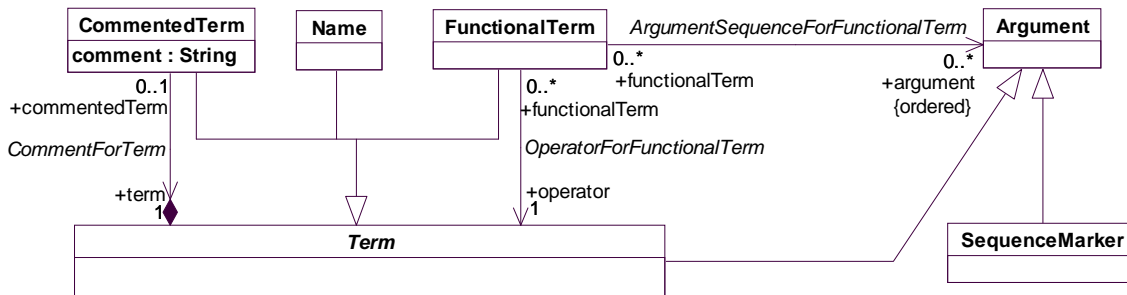 CommentedTerm
comment : String
Name
FunctionalTerm
ArgumentSequenceForFunctionalTerm
Argument
0..1
+commentedTerm
0..*
+functionalTerm
0..*
+functionalTerm
0..*
+argument
{ordered}
CommentForTerm
OperatorForFunctionalTerm
+term
1
+operator
1
Term
SequenceMarker